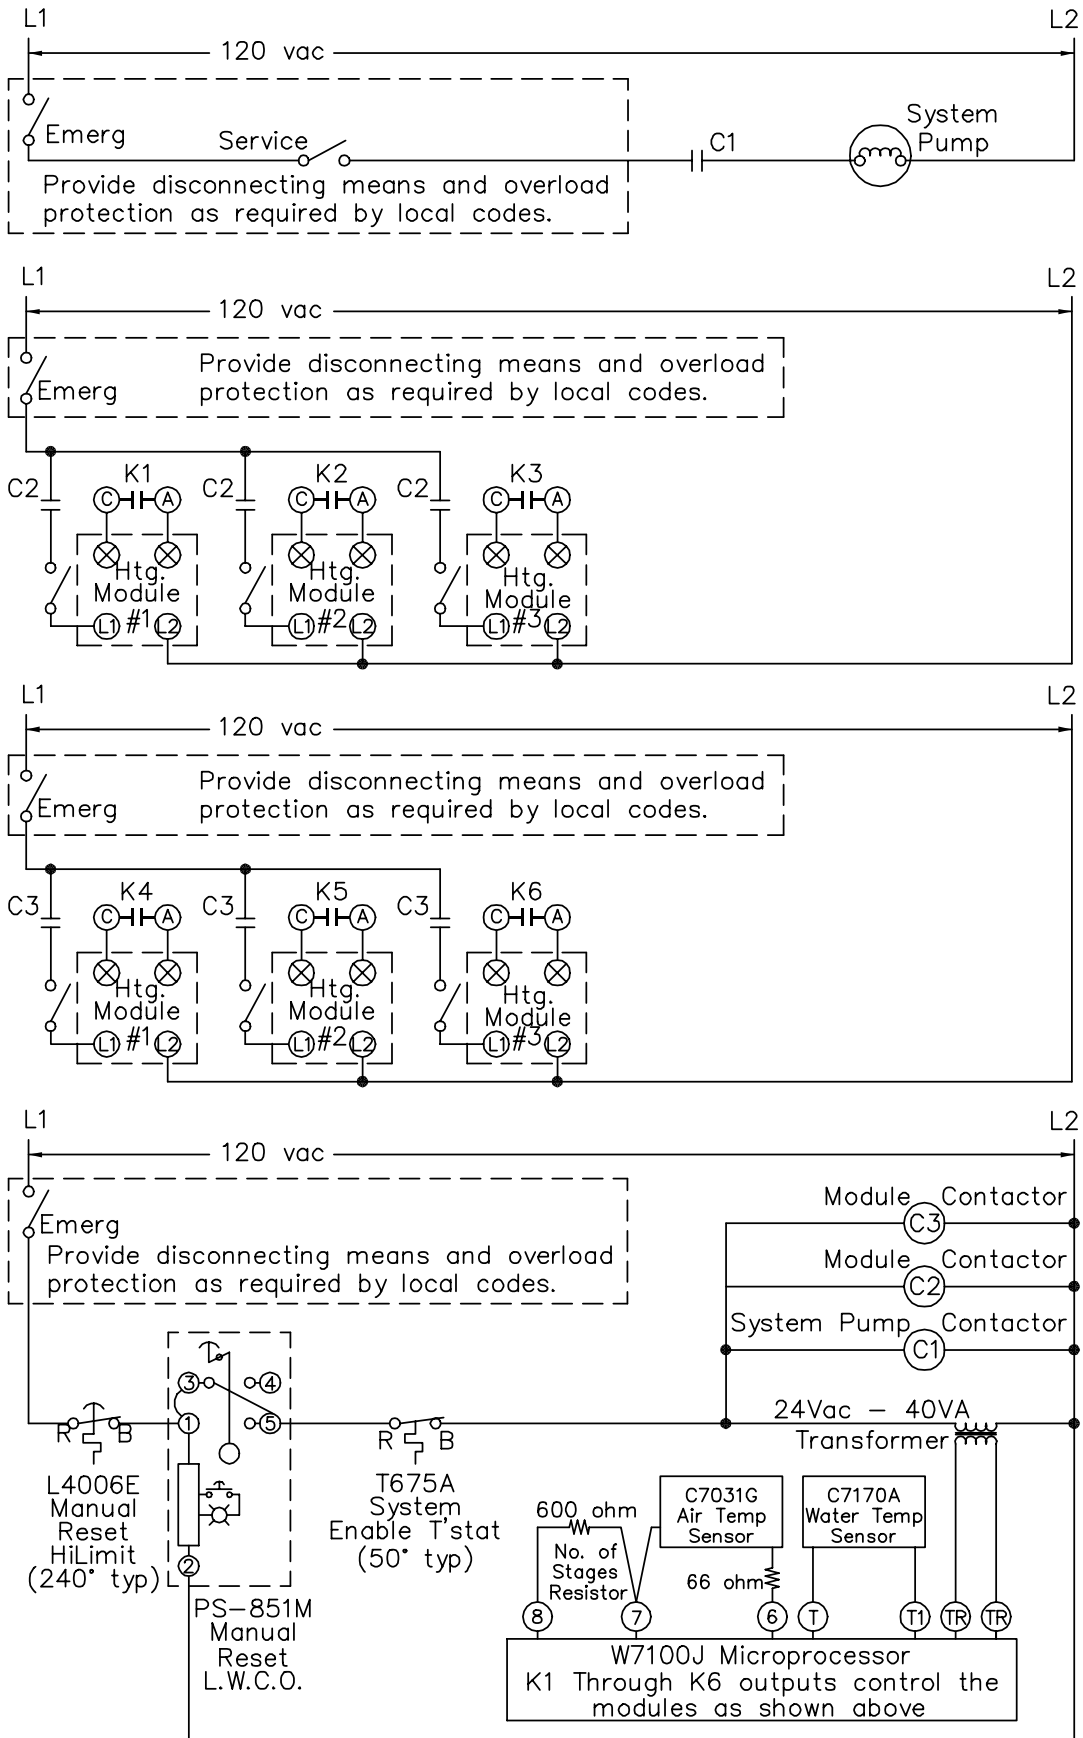 L1 L2
120 vac
Emerg Service C1 System
Pump
Provide disconnecting means and overload
protection as required by local codes.
L1 L2
120 vac
Emerg
Provide disconnecting means and overload
protection as required by local codes.
C2 K1 C2 K2 C2 K3
C A C A C A
Htg. Htg. Htg.
Module Module Module
L1 #1 L2 L1 #2 L2 L1 #3 L2
L1 L2
120 vac
Emerg
Provide disconnecting means and overload
protection as required by local codes.
C3 K4 C3 K5 C3 K6
C A C A C A
Htg. Htg. Htg.
Module Module Module
L1 #1 L2 L1 #2 L2 L1 #3 L2
L1 L2
120 vac
Emerg
Provide disconnecting means and overload
protection as required by local codes.
Module Contactor
C3
Module Contactor
C2
System Pump Contactor
C1
3 4
1 5
2
R B
L4006E
Manual
Reset
HiLimit
(240° typ)
PS-851M
Manual
Reset
L.W.C.O.
R B
T675A
System
Enable T'stat
(50° typ)
24Vac - 40VA
Transformer
600 ohm
No. of
Stages
Resistor
C7031G
Air Temp
Sensor
66 ohm
C7170A
Water Temp
Sensor
8 7 6 T T1 TR TR
W7100J Microprocessor
K1 Through K6 outputs control the
modules as shown above